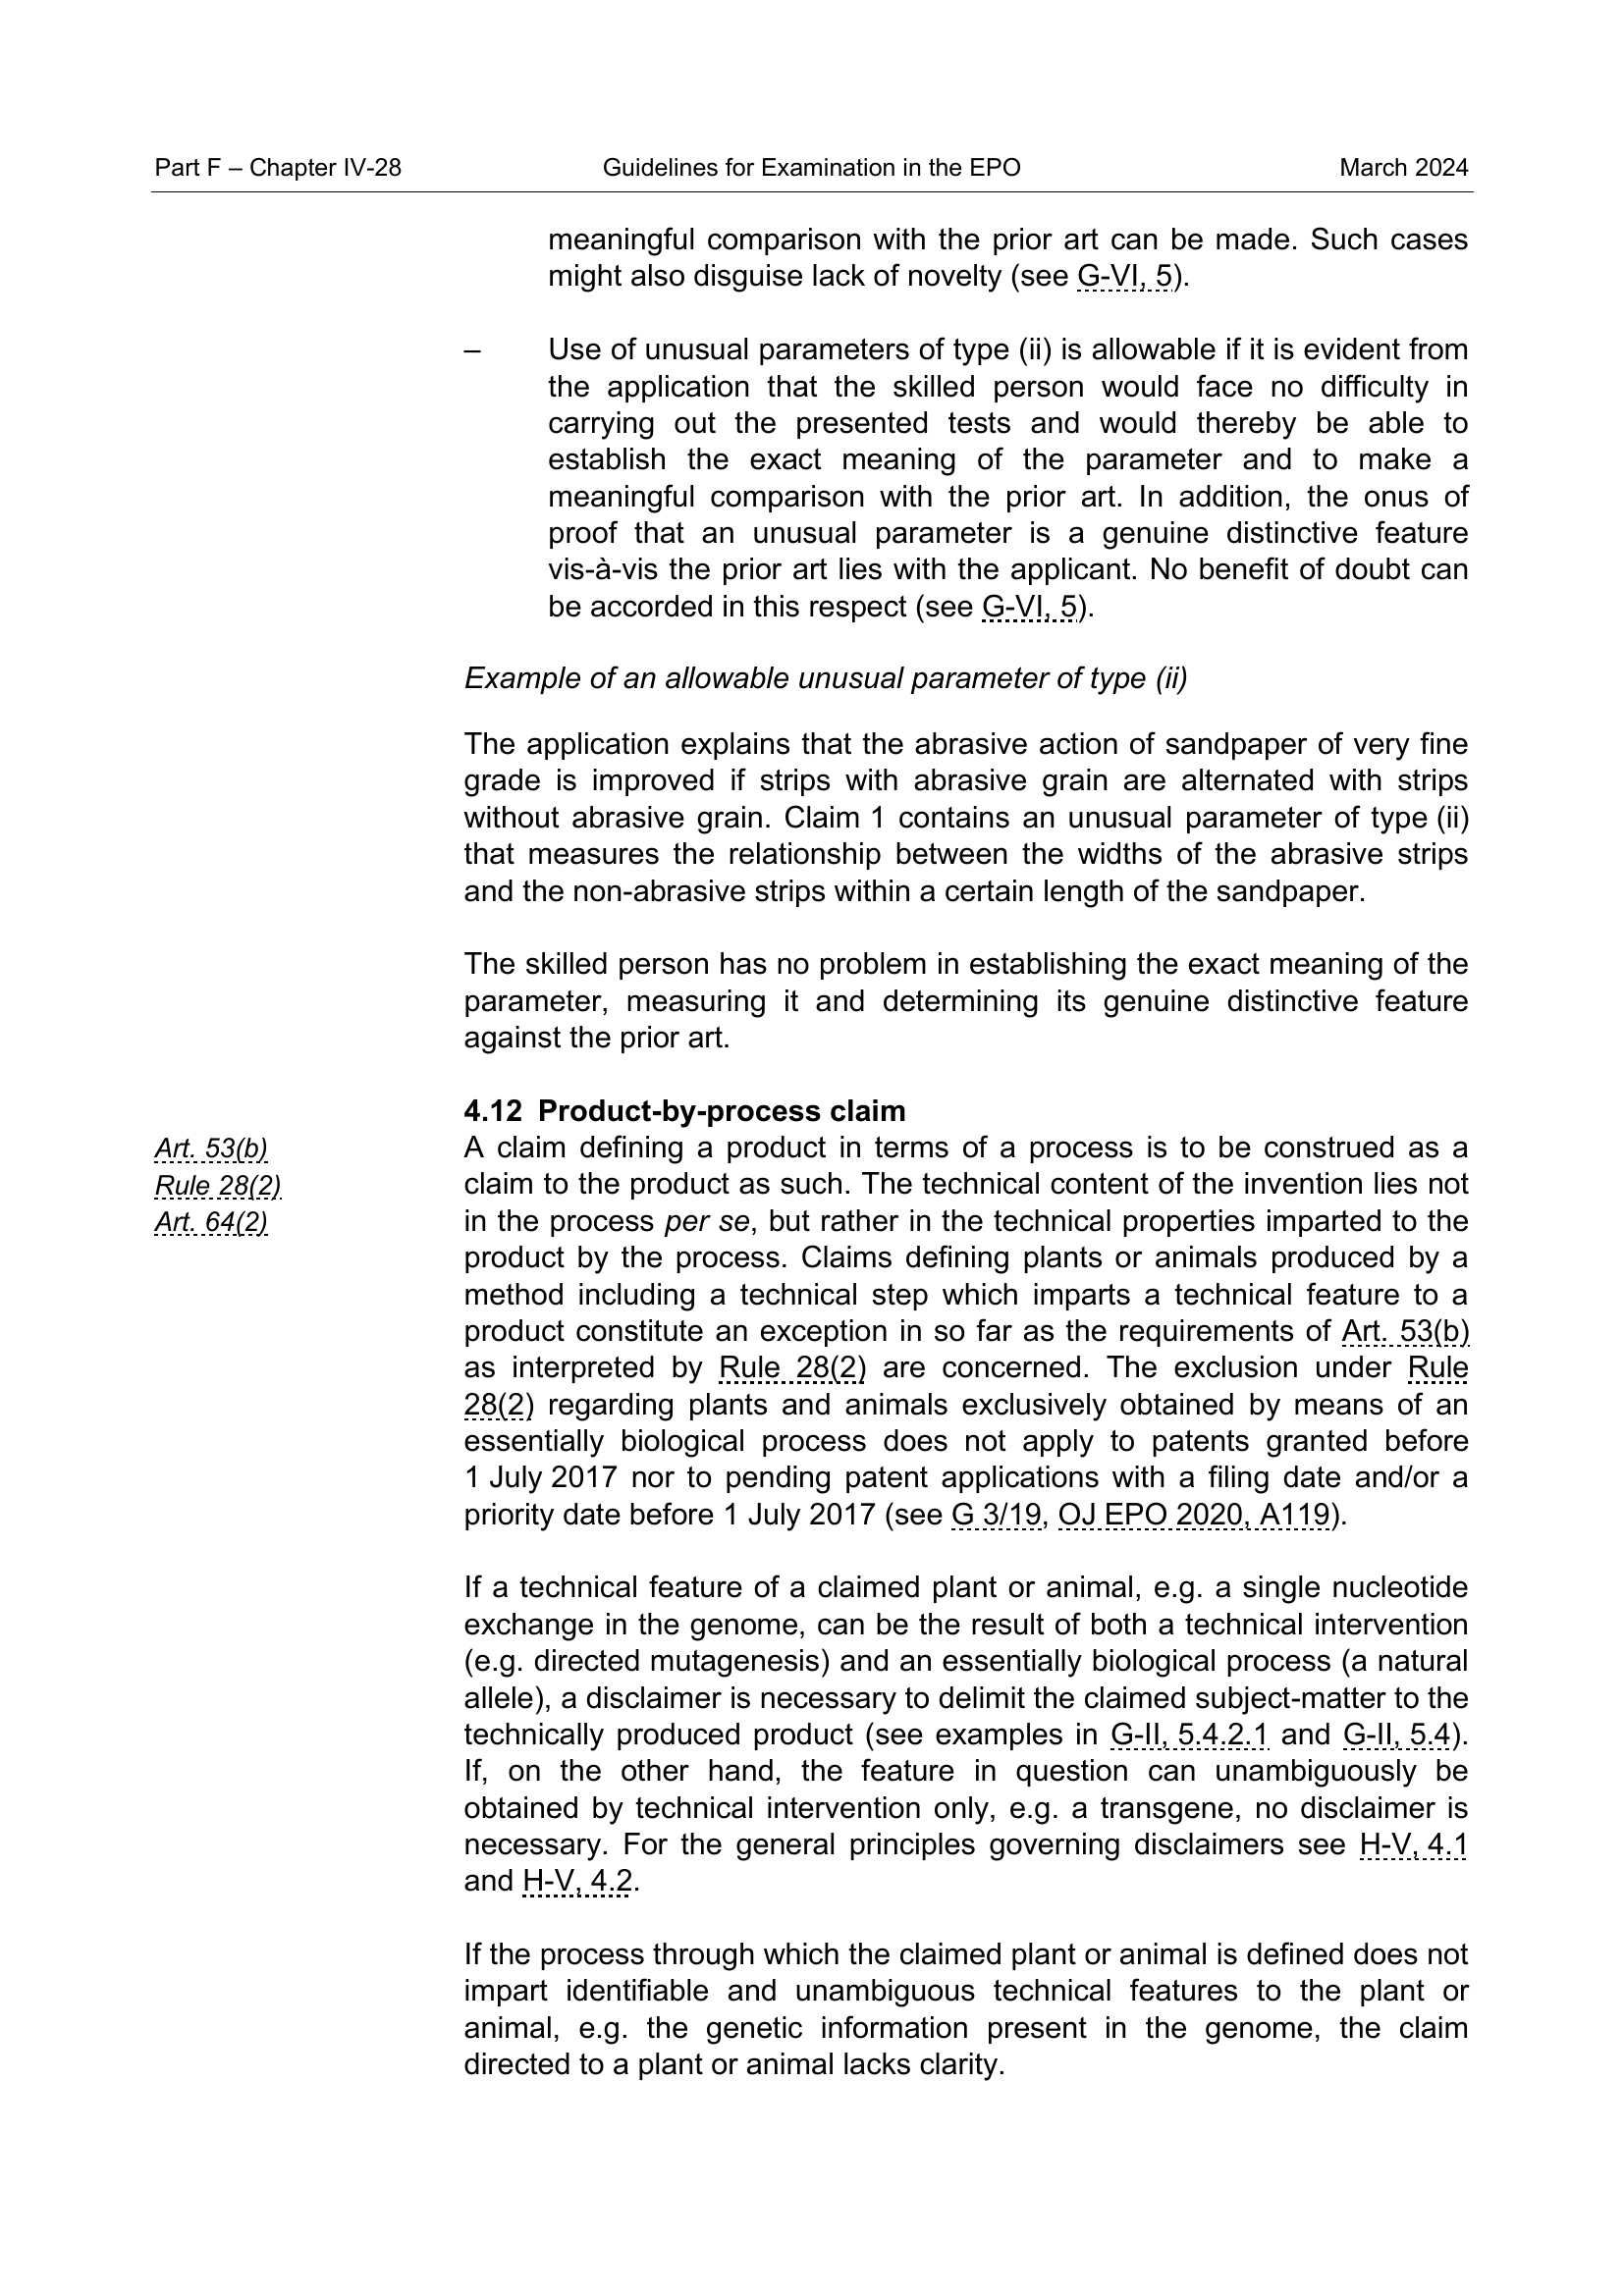 Part F – Chapter IV-28 Guidelines for Examination in the EPO March 2024
meaningful comparison with the prior art can be made. Such cases
might also disguise lack of novelty (see G-VI, 5).
– Use of unusual parameters of type (ii) is allowable if it is evident from
the application that the skilled person would face no difficulty in
carrying out the presented tests and would thereby be able to
establish the exact meaning of the parameter and to make a
meaningful comparison with the prior art. In addition, the onus of
proof that an unusual parameter is a genuine distinctive feature
vis-à-vis the prior art lies with the applicant. No benefit of doubt can
be accorded in this respect (see G-VI, 5).
Example of an allowable unusual parameter of type (ii)
The application explains that the abrasive action of sandpaper of very fine
grade is improved if strips with abrasive grain are alternated with strips
without abrasive grain. Claim 1 contains an unusual parameter of type (ii)
that measures the relationship between the widths of the abrasive strips
and the non-abrasive strips within a certain length of the sandpaper.
The skilled person has no problem in establishing the exact meaning of the
parameter, measuring it and determining its genuine distinctive feature
against the prior art.
4.12 Product-by-process claim
Art. 53(b)
Rule 28(2)
Art. 64(2)
A claim defining a product in terms of a process is to be construed as a
claim to the product as such. The technical content of the invention lies not
in the process per se, but rather in the technical properties imparted to the
product by the process. Claims defining plants or animals produced by a
method including a technical step which imparts a technical feature to a
product constitute an exception in so far as the requirements of Art. 53(b)
as interpreted by Rule 28(2) are concerned. The exclusion under Rule
28(2) regarding plants and animals exclusively obtained by means of an
essentially biological process does not apply to patents granted before
1 July 2017 nor to pending patent applications with a filing date and/or a
priority date before 1 July 2017 (see G 3/19, OJ EPO 2020, A119).
If a technical feature of a claimed plant or animal, e.g. a single nucleotide
exchange in the genome, can be the result of both a technical intervention
(e.g. directed mutagenesis) and an essentially biological process (a natural
allele), a disclaimer is necessary to delimit the claimed subject-matter to the
technically produced product (see examples in G-II, 5.4.2.1 and G-II, 5.4).
If, on the other hand, the feature in question can unambiguously be
obtained by technical intervention only, e.g. a transgene, no disclaimer is
necessary. For the general principles governing disclaimers see H-V, 4.1
and H-V, 4.2.
If the process through which the claimed plant or animal is defined does not
impart identifiable and unambiguous technical features to the plant or
animal, e.g. the genetic information present in the genome, the claim
directed to a plant or animal lacks clarity.